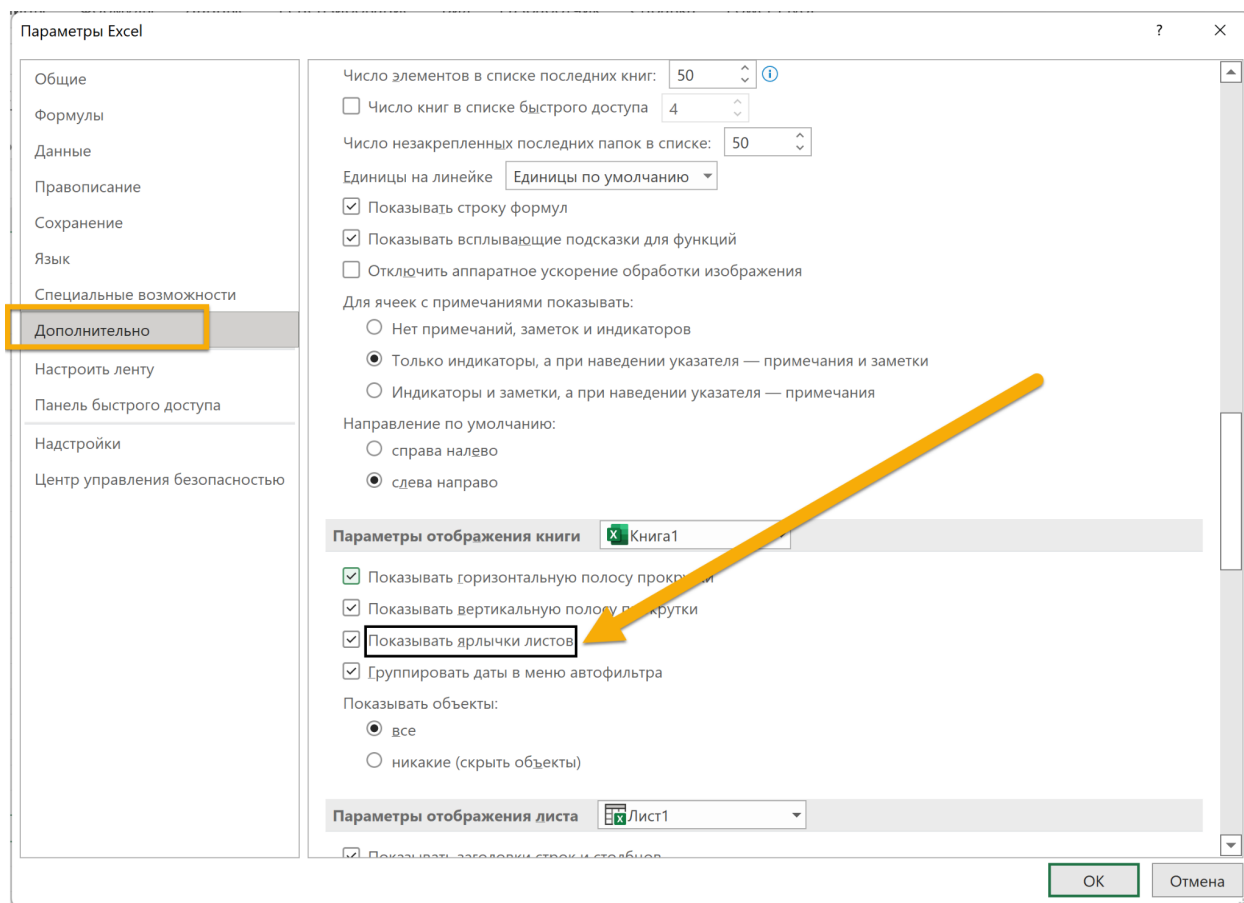 Параметры Excel
?
Общие
Формулы
Данные
Правописание
Сохранение
Язык
Специальные возможности
Дополнительно
Настроить ленту
Панель быстрого доступа
Надстройки
Центр управления безопасностью
Число элементов в списке последних книг: 50
Число книг в списке быстрого доступа 4
Число незакрепленных последних папок в списке: 50
Единицы на линейке Единицы по умолчанию
Показывать строку формул
Показывать всплывающие подсказки для функций
Отключить аппаратное ускорение обработки изображения
Для ячеек с примечаниями показывать:
Нет примечаний, заметок и индикаторов
Только индикаторы, а при наведении указателя — примечания и заметки
Индикаторы и заметки, а при наведении указателя — примечания
Направление по умолчанию:
справа налево
слева направо
Параметры отображения книги Книга1
Показывать горизонтальную полосу прокрутки
Показывать вертикальную полосу прокрутки
Показывать ярлычки листов
Группировать даты в меню автофильтра
Показывать объекты:
все
никакие (скрыть объекты)
Параметры отображения листа Лист1
Показывать заголовки строк и столбцов
ОК
Отмена